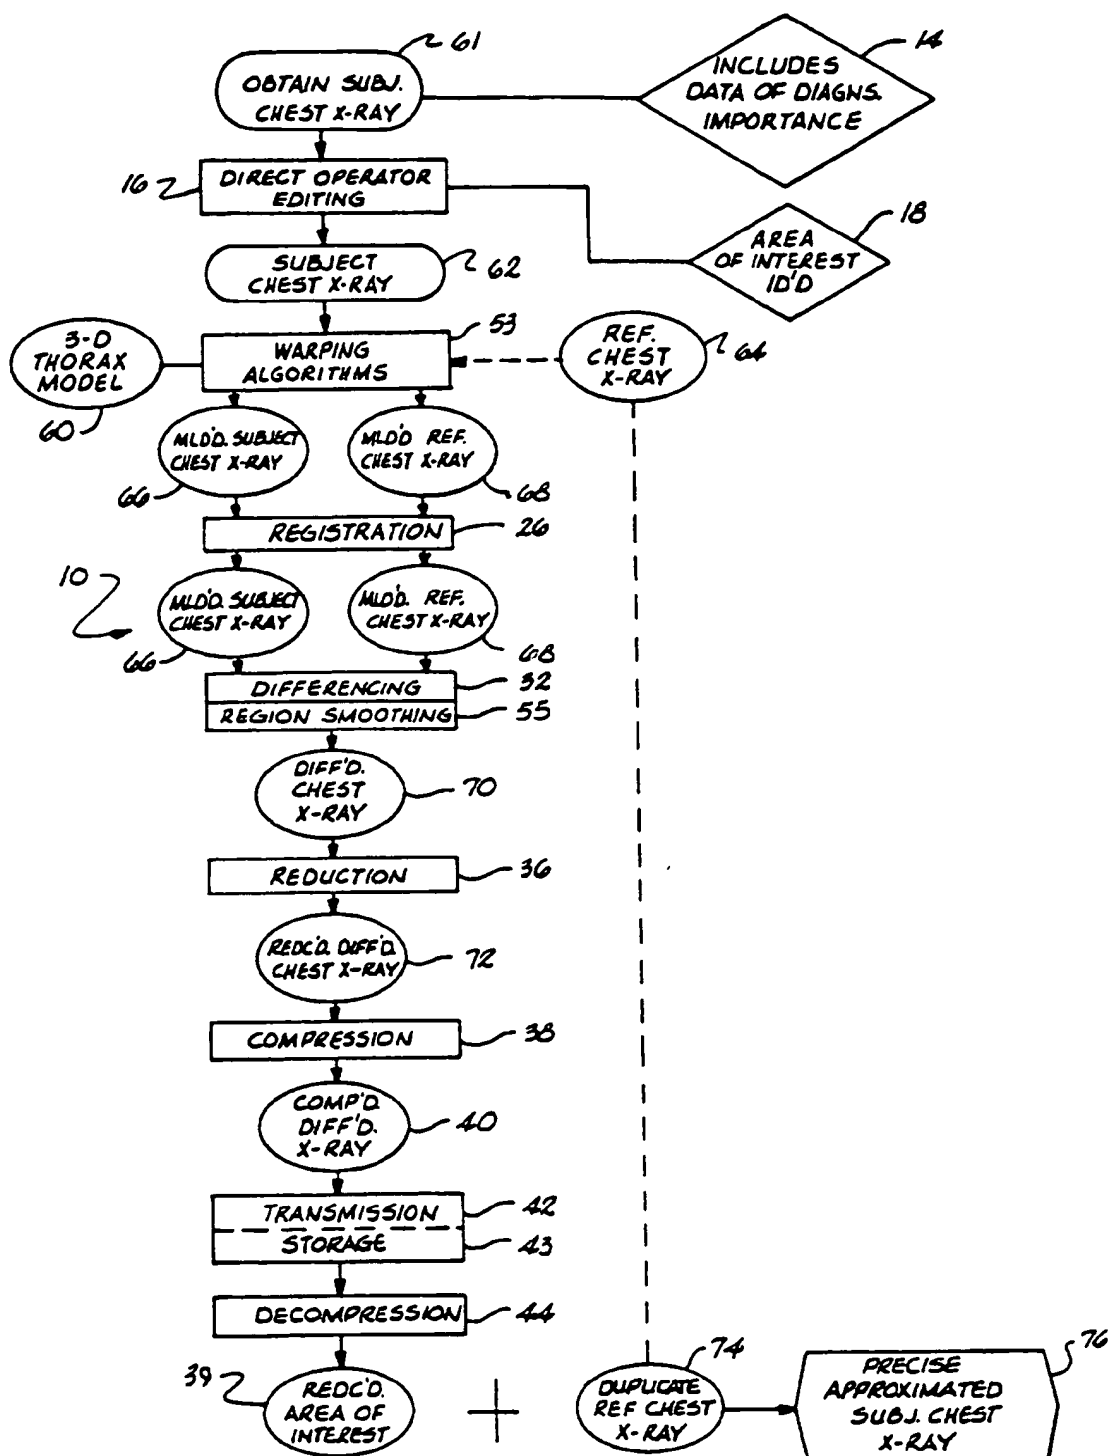 61
OBTAIN SUBJ.
CHEST X-RAY
14
INCLUDES
DATA OF DIAGNS.
IMPORTANCE
16
DIRECT OPERATOR
EDITING
18
AREA
OF INTEREST
ID'D
SUBJECT
CHEST X-RAY
62
3-D
THORAX
MODEL
60
WARPING
ALGORITHMS
53
REF.
CHEST
X-RAY
64
MLD'D. SUBJECT
CHEST X-RAY
66
MLD'D REF.
CHEST X-RAY
68
REGISTRATION
26
10
MLD'D. SUBJECT
CHEST X-RAY
66
MLD'D. REF.
CHEST X-RAY
68
DIFFERENCING
32
REGION SMOOTHING
55
DIFF'D.
CHEST
X-RAY
70
REDUCTION
36
REDC'D. DIFF'D.
CHEST X-RAY
72
COMPRESSION
38
COMP'D.
DIFF'D.
X-RAY
40
TRANSMISSION
42
STORAGE
43
DECOMPRESSION
44
39
REDC'D.
AREA OF
INTEREST
+
74
DUPLICATE
REF CHEST
X-RAY
76
PRECISE
APPROXIMATED
SUBJ. CHEST
X-RAY